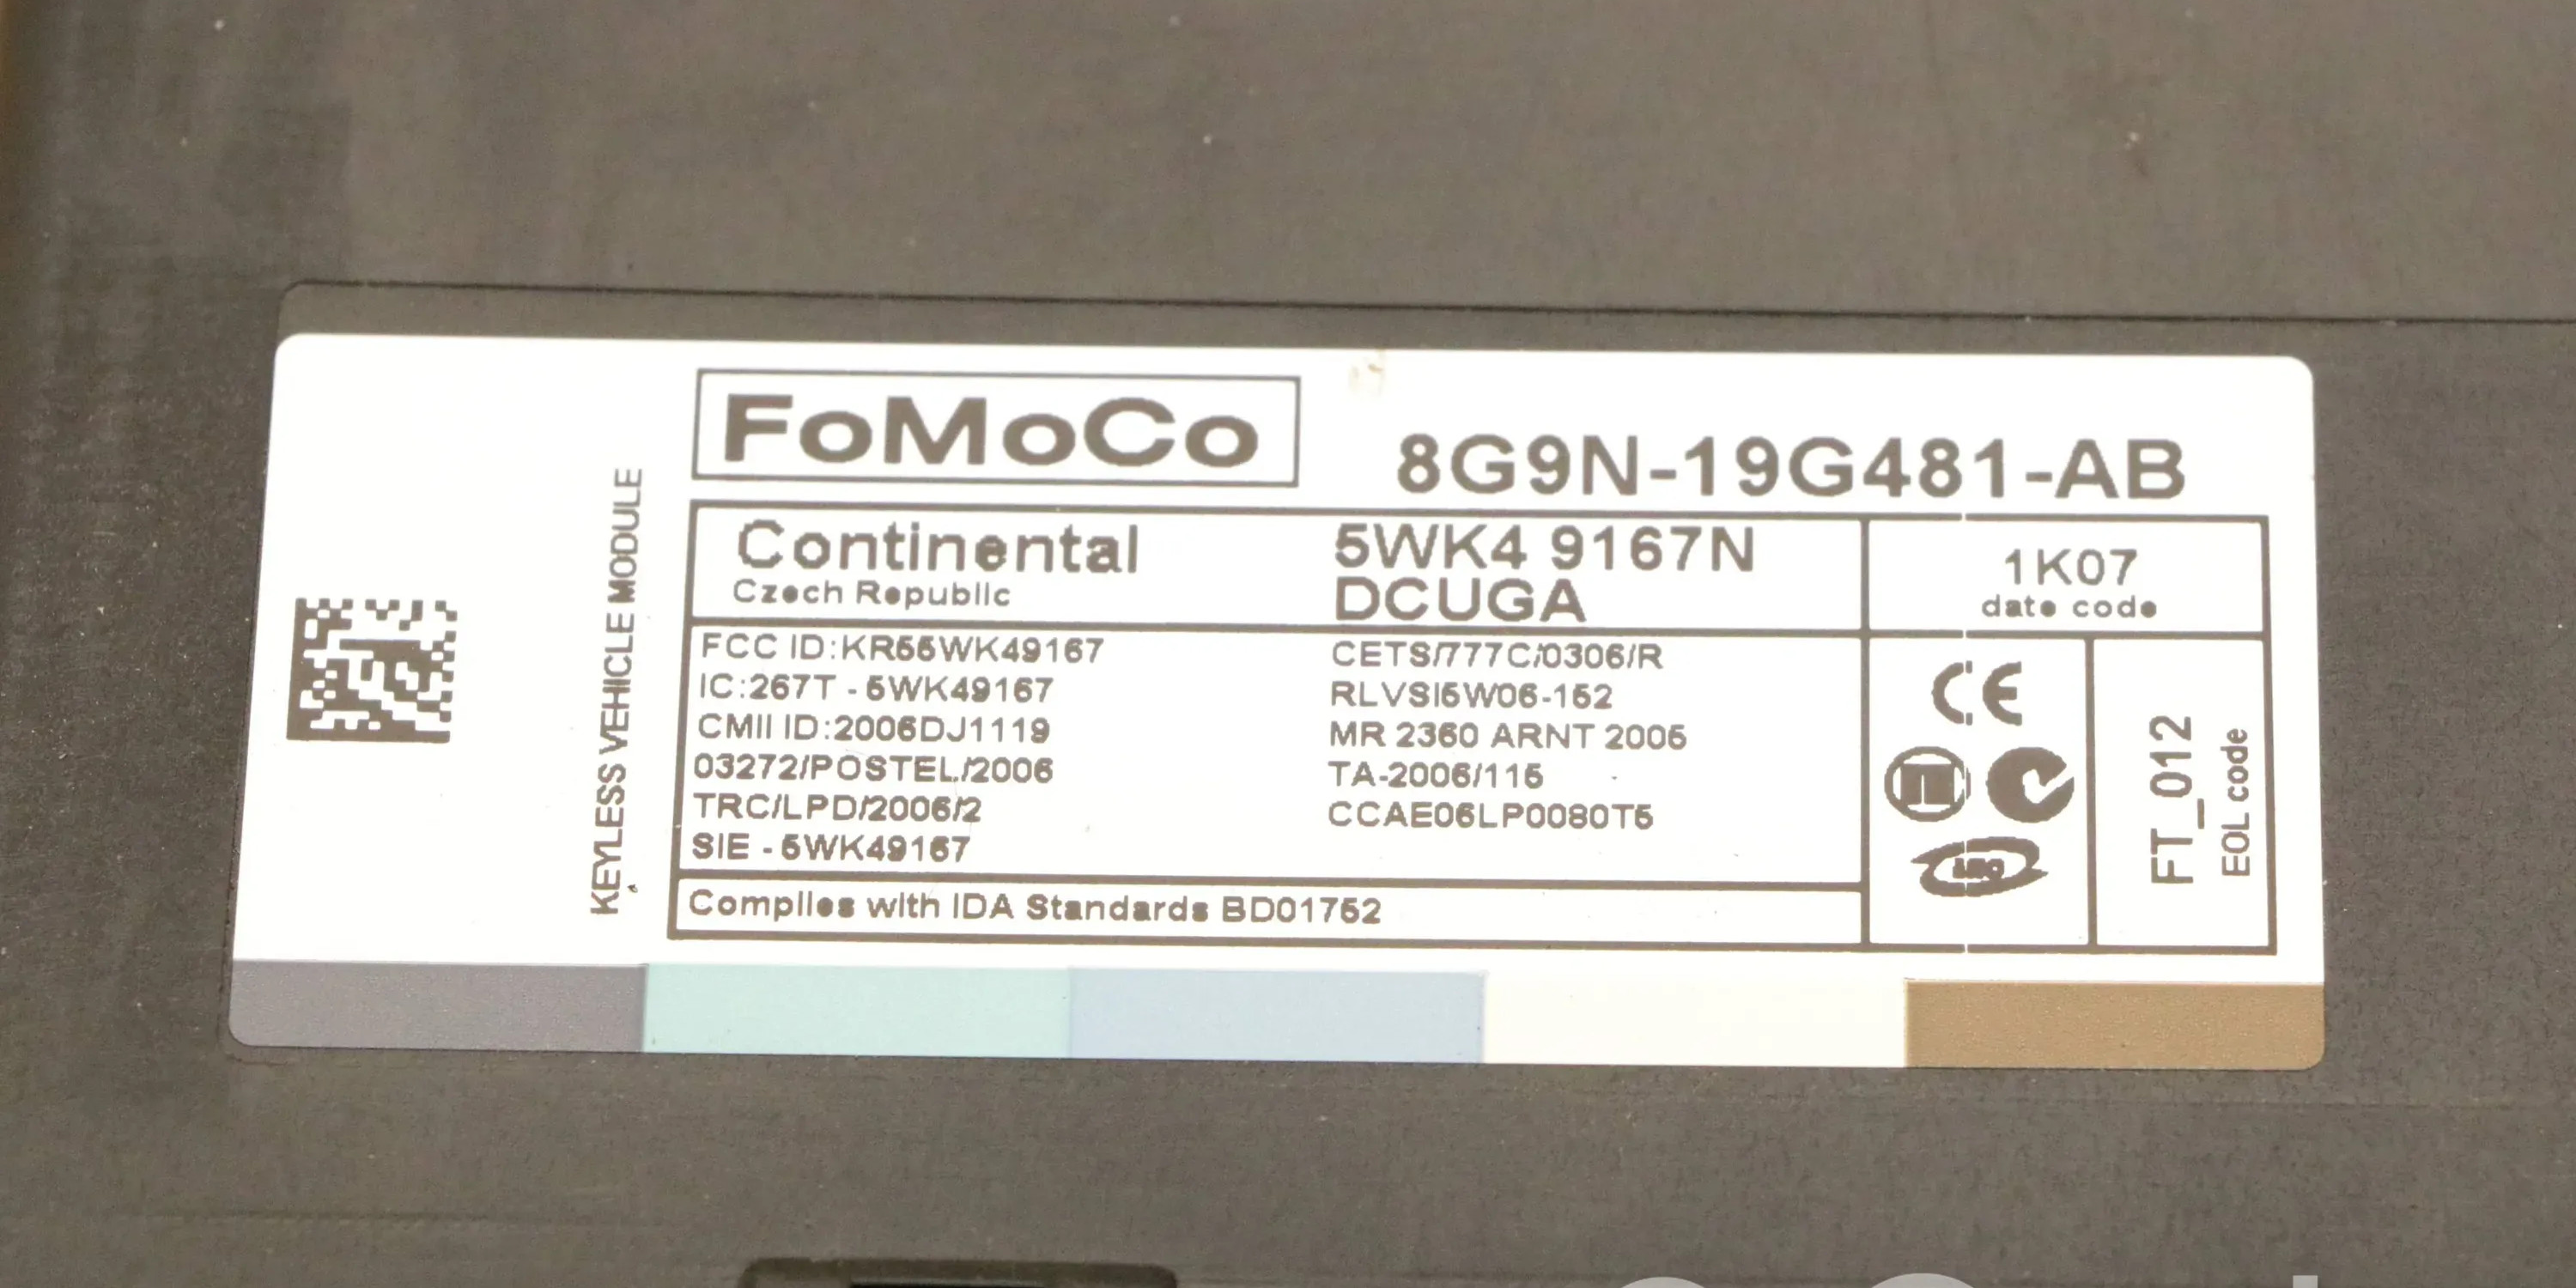 FoMoCo
8G9N-19G481-AB
KEYLESS VEHICLE MODULE
Continental
Czech Republic
5WK4 9167N
DCUGA
1K07
date code
FCC ID:KR55WK49167
IC:267T - 5WK49167
CMII ID:2006DJ1119
03272/POSTEL/2006
TRC/LPD/2006/2
SIE - 5WK49167
CETS/777C/0306/R
RLVSI5W06-152
MR 2360 ARNT 2006
TA-2006/115
CCAE06LP0080T5
CE
FT_012
EOL code
Complies with IDA Standards BD01752